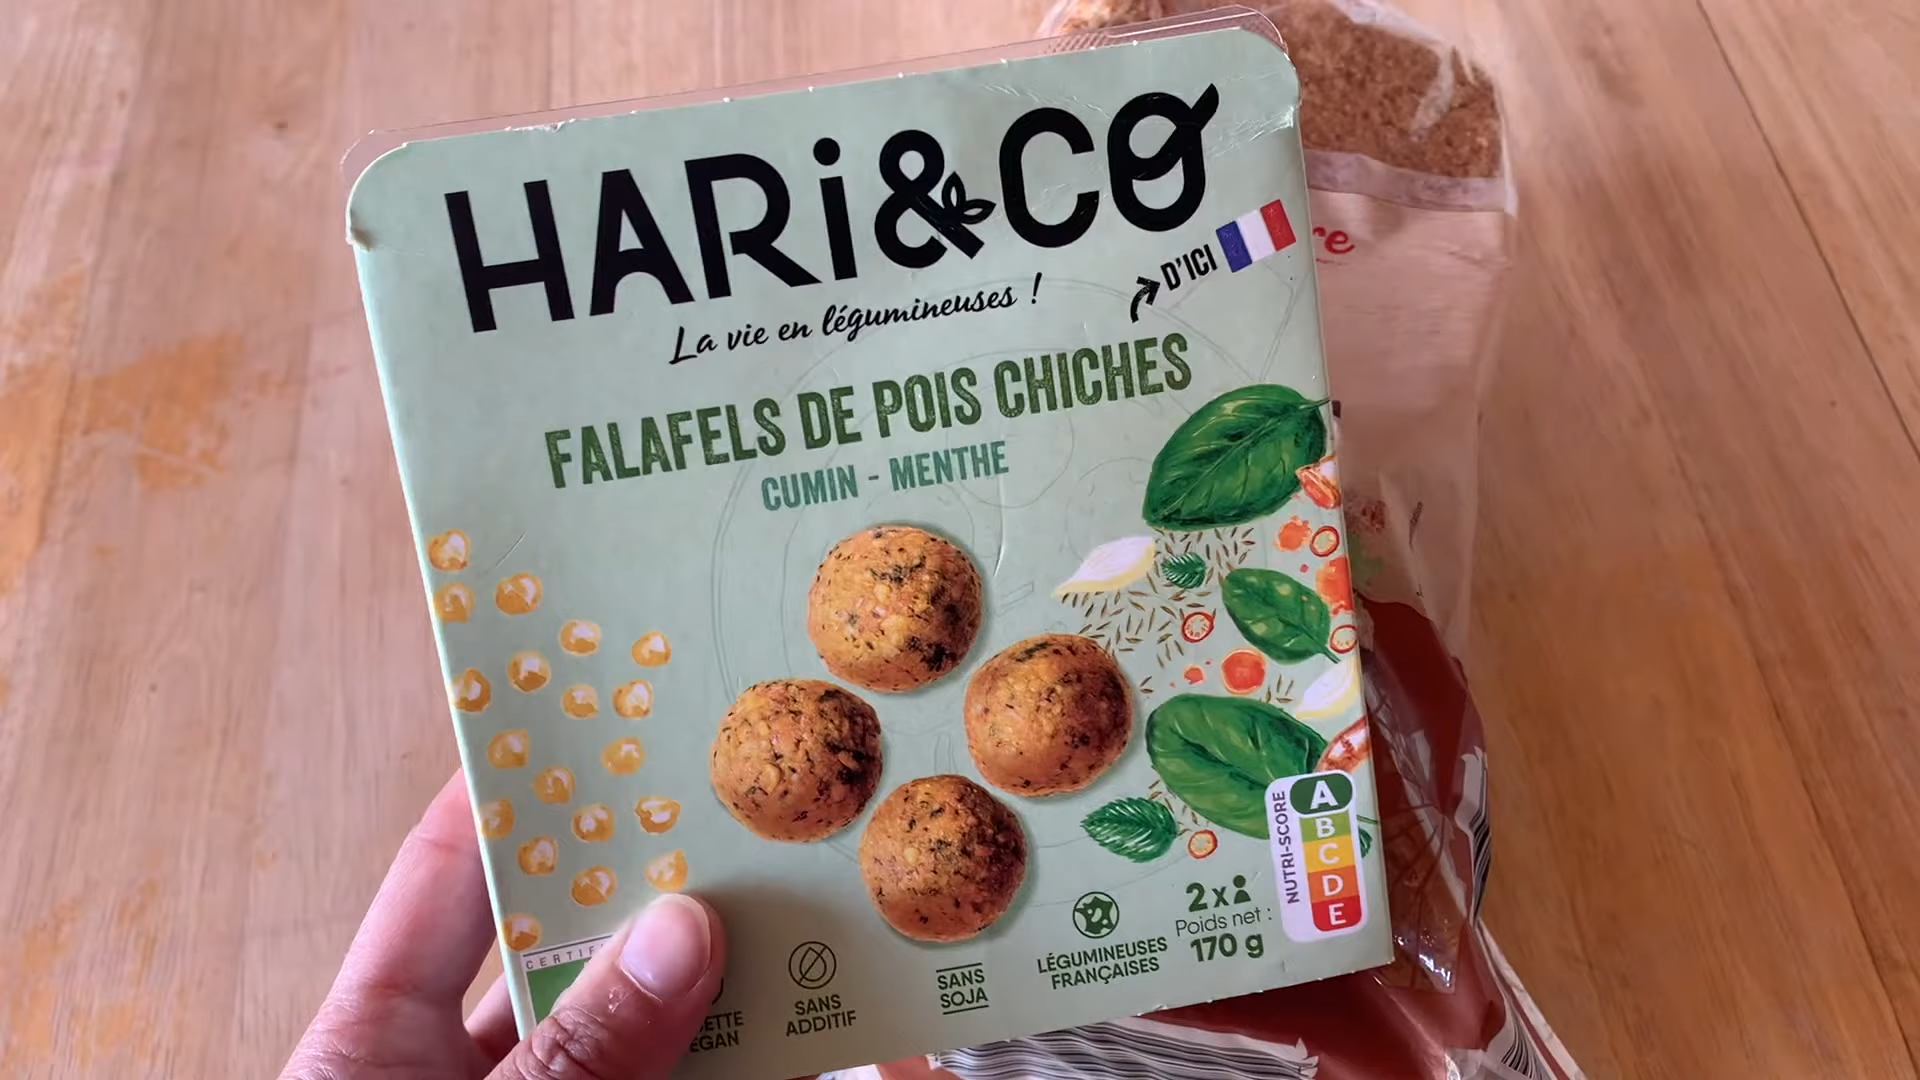 HARi&CO
La vie en légumineuses !
D'ICI
FALAFELS DE POIS CHICHES
CUMIN - MENTHE
NUTRI-SCORE
A
B
C
D
E
2x
Poids net :
170 g
LÉGUMINEUSES
FRANÇAISES
SANS
SOJA
SANS
ADDITIF